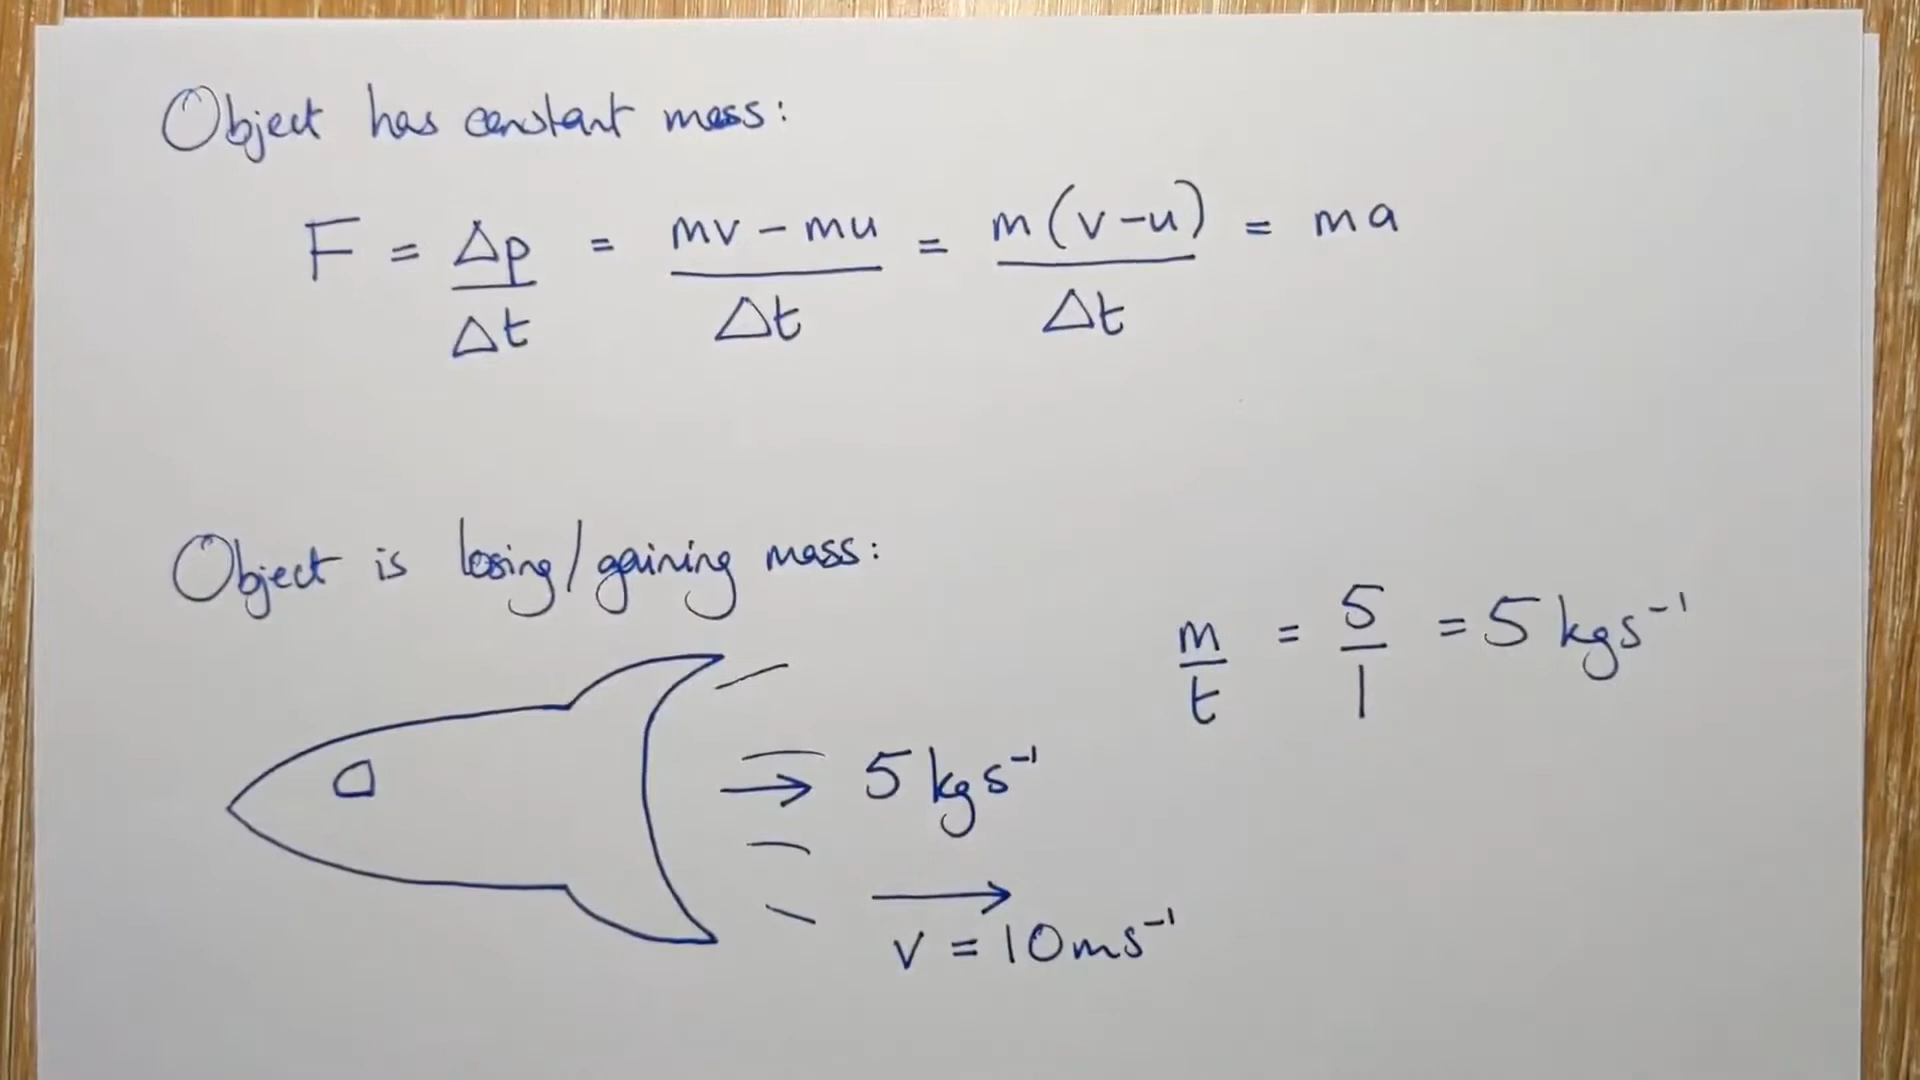 Object has constant mass:
F = Δp/Δt = mv - mu/Δt = m(v-u)/Δt = ma
Object is losing/gaining mass:
m/t = 5/1 = 5 kgs⁻¹
5 kgs⁻¹
v = 10ms⁻¹